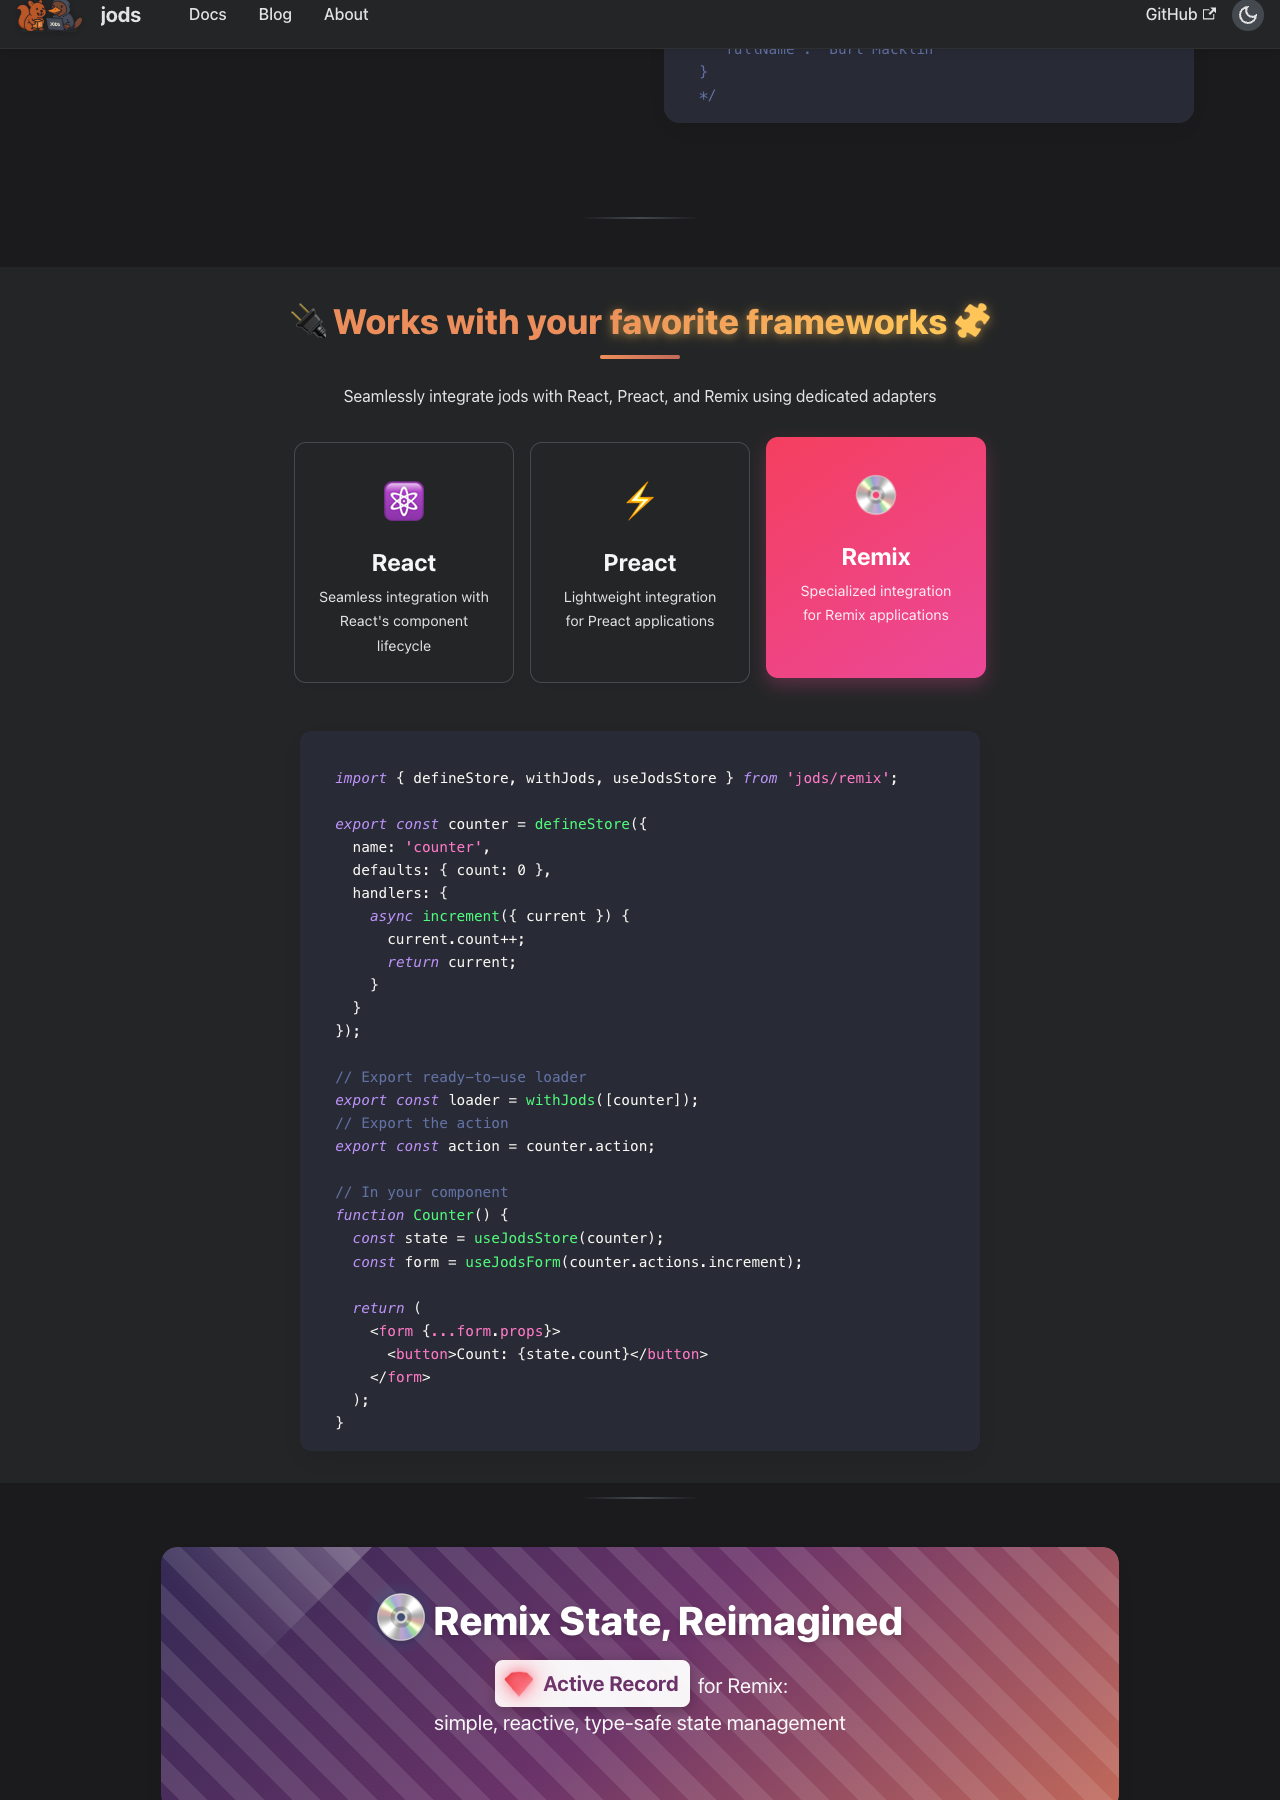 jods
Docs
Blog
About
GitHub
fullName : "Burt Macklin"
}
*/
Works with your favorite frameworks
Seamlessly integrate jods with React, Preact, and Remix using dedicated adapters
React
Seamless integration with
React's component
lifecycle
Preact
Lightweight integration
for Preact applications
Remix
Specialized integration
for Remix applications
import { defineStore, withJods, useJodsStore } from 'jods/remix';
export const counter = defineStore({
name: 'counter',
defaults: { count: 0 },
handlers: {
async increment({ current }) {
current.count++;
return current;
}
}
});
// Export ready-to-use loader
export const loader = withJods([counter]);
// Export the action
export const action = counter.action;
// In your component
function Counter() {
const state = useJodsStore(counter);
const form = useJodsForm(counter.actions.increment);
return (
<form {...form.props}>
<button>Count: {state.count}</button>
</form>
);
}
Remix State, Reimagined
Active Record for Remix:
simple, reactive, type-safe state management